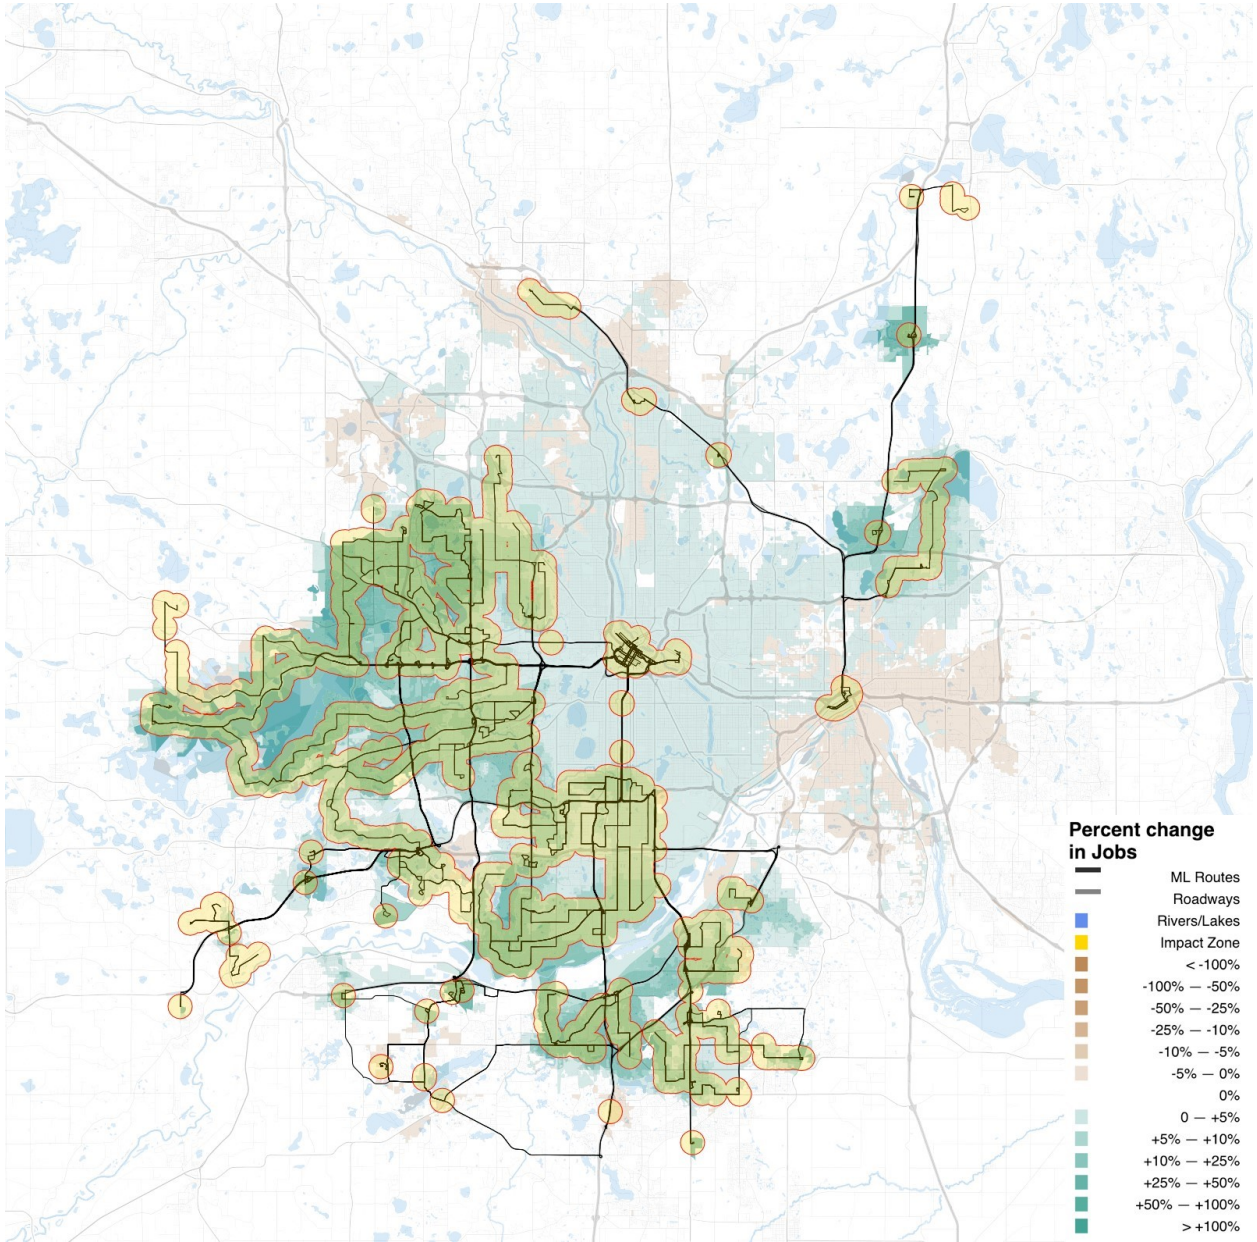 Percent change
in Jobs
ML Routes
Roadways
Rivers/Lakes
Impact Zone
< -100%
-100% — -50%
-50% — -25%
-25% — -10%
-10% — -5%
-5% — 0%
0%
0 — +5%
+5% — +10%
+10% — +25%
+25% — +50%
+50% — +100%
> +100%